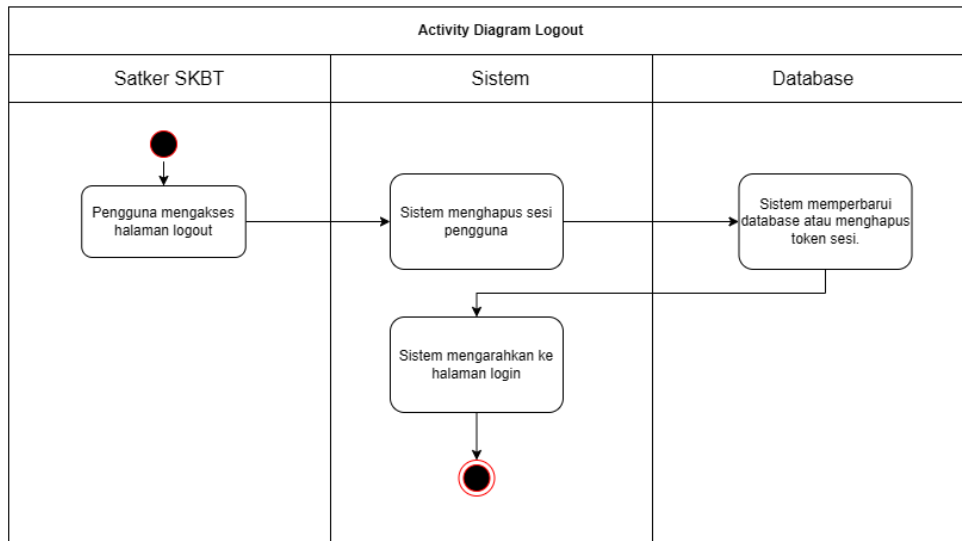 Activity Diagram Logout
Satker SKBT
Sistem
Database
Pengguna mengakses
halaman logout
Sistem menghapus sesi
pengguna
Sistem memperbarui
database atau menghapus
token sesi.
Sistem mengarahkan ke
halaman login